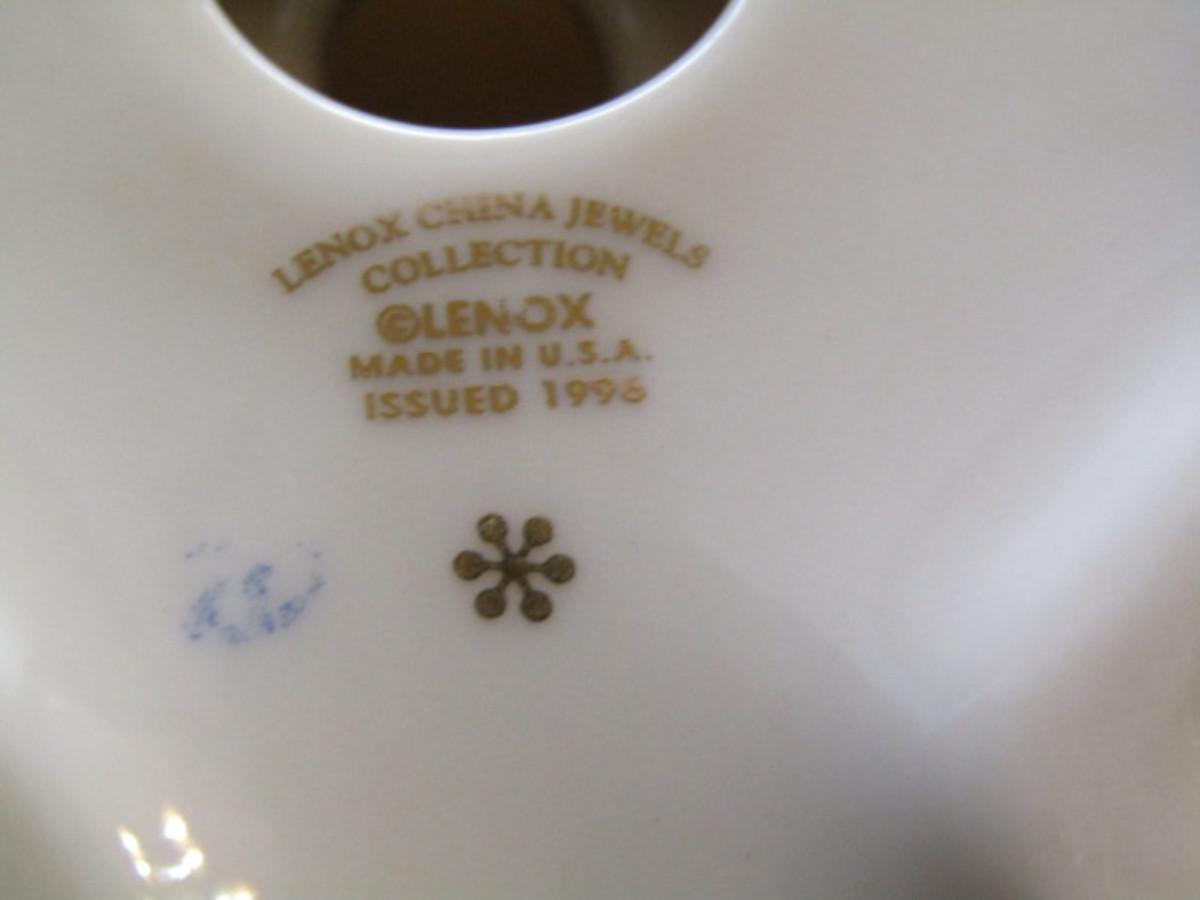 LENOX CHINA JEWELS
COLLECTION
©LENOX
MADE IN U.S.A.
ISSUED 1996